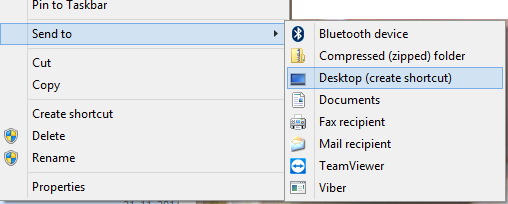 Pin to Taskbar
Send to
Cut
Copy
Create shortcut
Delete
Rename
Properties
Bluetooth device
Compressed (zipped) folder
Desktop (create shortcut)
Documents
Fax recipient
Mail recipient
TeamViewer
Viber